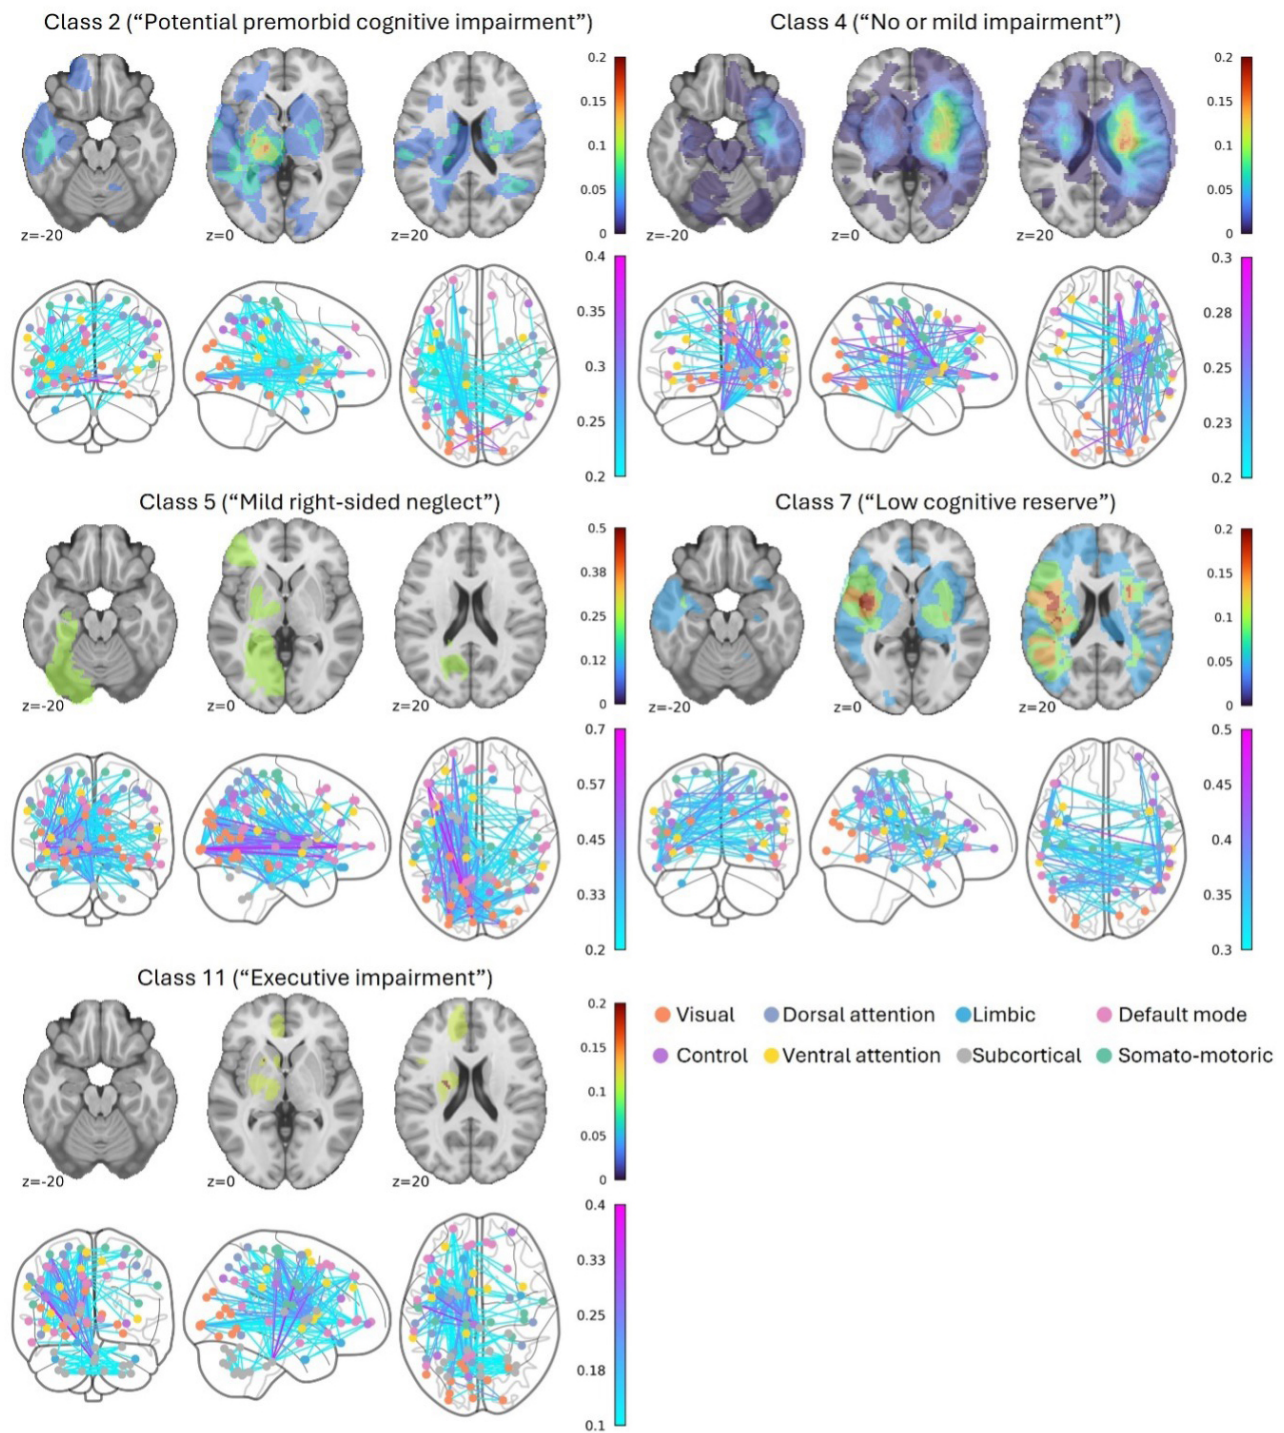 Class 2 (“Potential premorbid cognitive impairment”)
0.2
0.15
0.1
0.05
0
z=-20
z=0
z=20
0.4
0.35
0.3
0.25
0.2
Class 4 (“No or mild impairment”)
0.2
0.15
0.1
0.05
0
z=-20
z=0
z=20
0.3
0.28
0.25
0.23
0.2
Class 5 (“Mild right-sided neglect”)
0.5
0.38
0.25
0.12
0
z=-20
z=0
z=20
0.7
0.57
0.45
0.33
0.2
Class 7 (“Low cognitive reserve”)
0.2
0.15
0.1
0.05
0
z=-20
z=0
z=20
0.5
0.45
0.4
0.35
0.3
Class 11 (“Executive impairment”)
0.2
0.15
0.1
0.05
0
z=-20
z=0
z=20
0.4
0.33
0.25
0.18
0.1
Visual Dorsal attention Limbic Default mode
Control Ventral attention Subcortical Somato-motoric